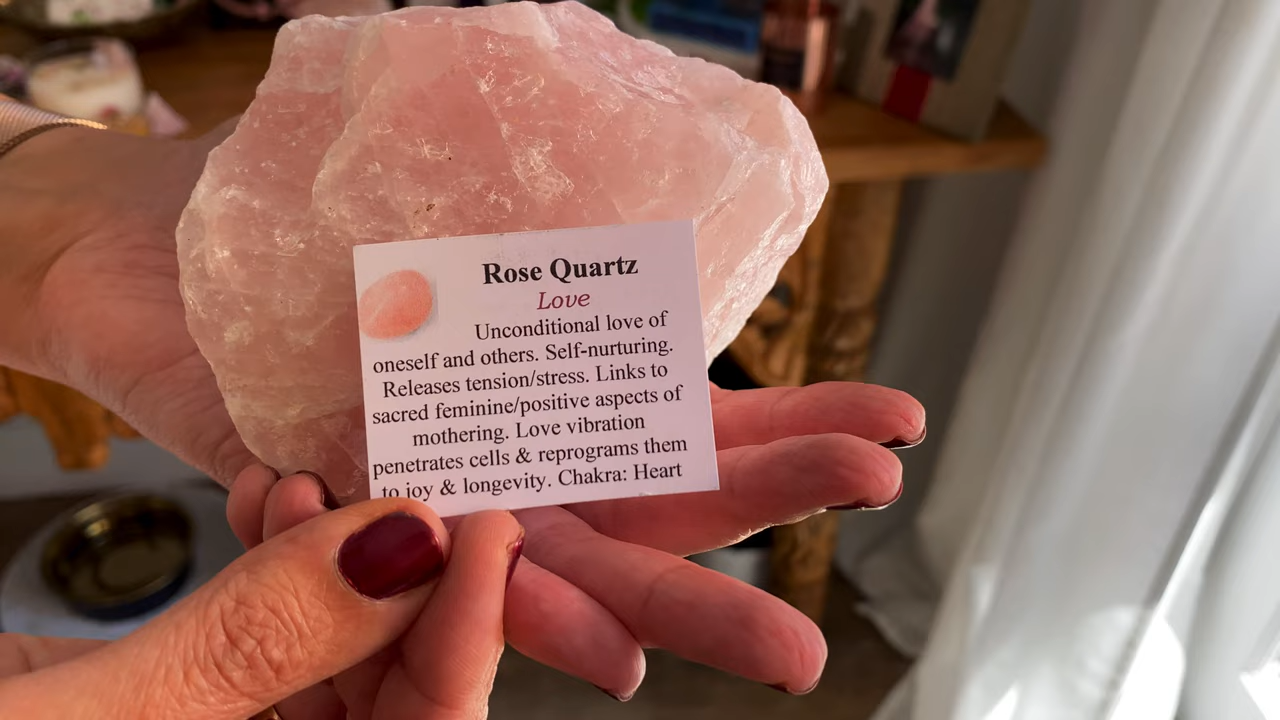 Rose Quartz
Love
Unconditional love of
oneself and others. Self-nurturing.
Releases tension/stress. Links to
sacred feminine/positive aspects of
mothering. Love vibration
penetrates cells & reprograms them
to joy & longevity. Chakra: Heart